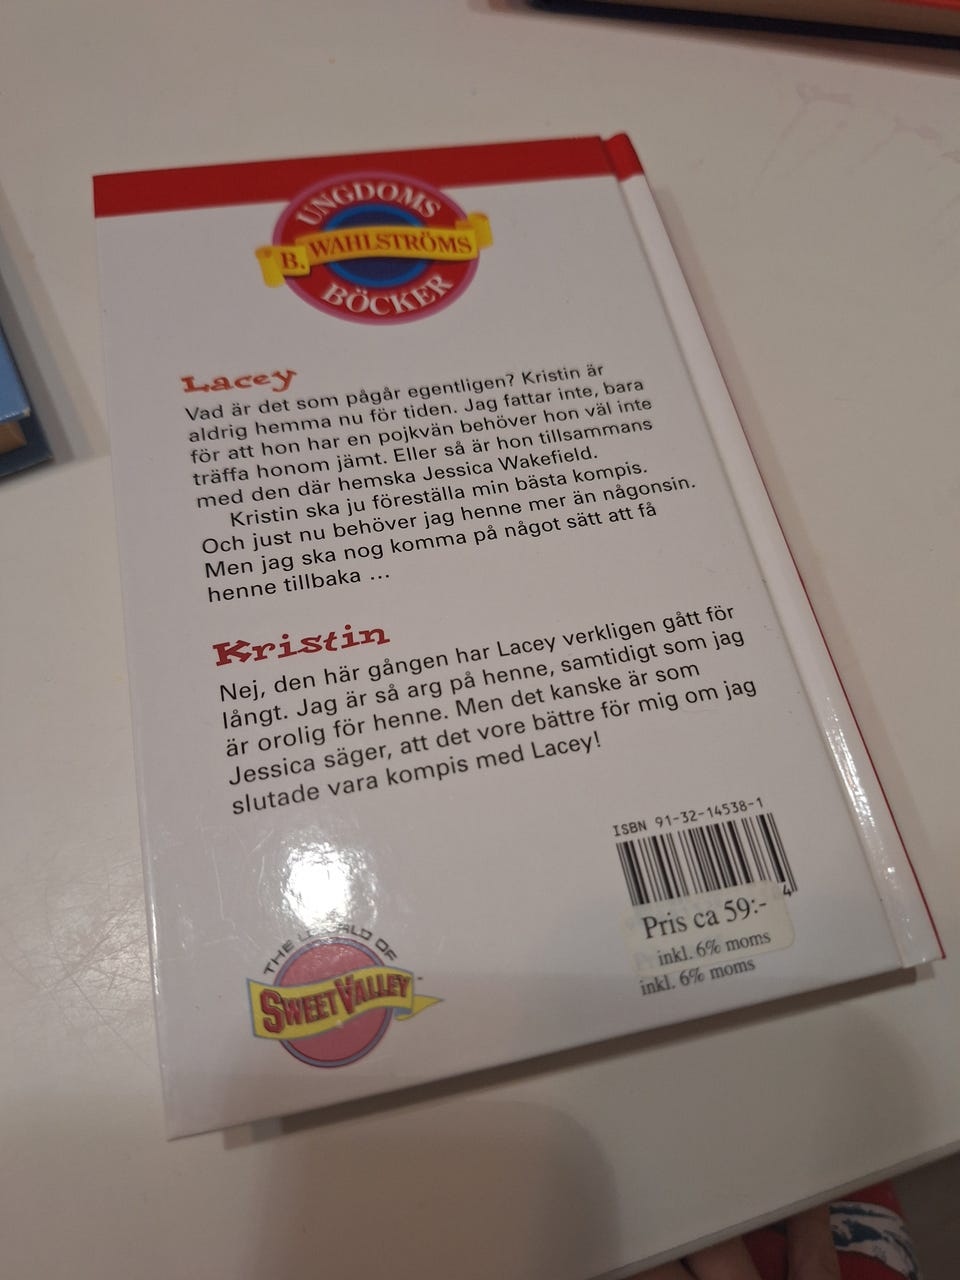 UNGDOMS
B. WAHLSTRÖMS
BÖCKER
Lacey
Vad är det som pågår egentligen? Kristin är
aldrig hemma nu för tiden. Jag fattar inte, bara
för att hon har en pojkvän behöver hon väl inte
träffa honom jämt. Eller så är hon tillsammans
med den där hemska Jessica Wakefield.
Kristin ska ju föreställa min bästa kompis.
Och just nu behöver jag henne mer än någonsin.
Men jag ska nog komma på något sätt att få
henne tillbaka ...
Kristin
Nej, den här gången har Lacey verkligen gått för
långt. Jag är så arg på henne, samtidigt som jag
är orolig för henne. Men det kanske är som
Jessica säger, att det vore bättre för mig om jag
slutade vara kompis med Lacey!
ISBN 91-32-14538-1
4
Pris ca 59:-
inkl. 6% moms
inkl. 6% moms
THE WORLD OF
SWEET VALLEY